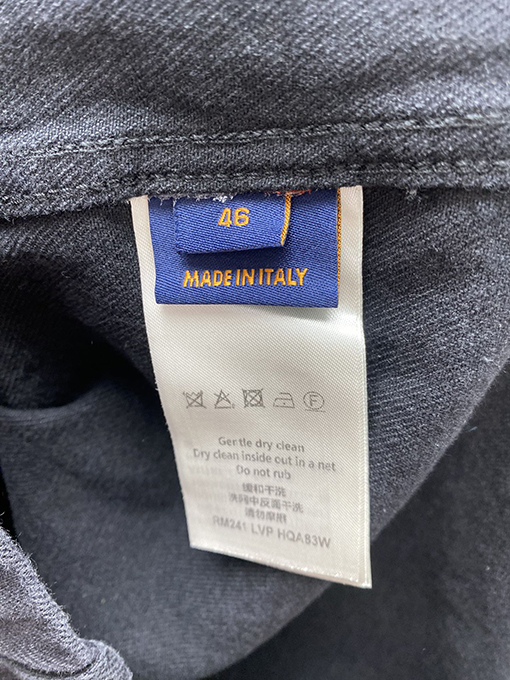 46
MADE IN ITALY
F
Gentle dry clean
Dry clean inside out in a net
Do not rub
缓和干洗
洗网中反面干洗
请勿摩擦
RM241 LVP HQA83W